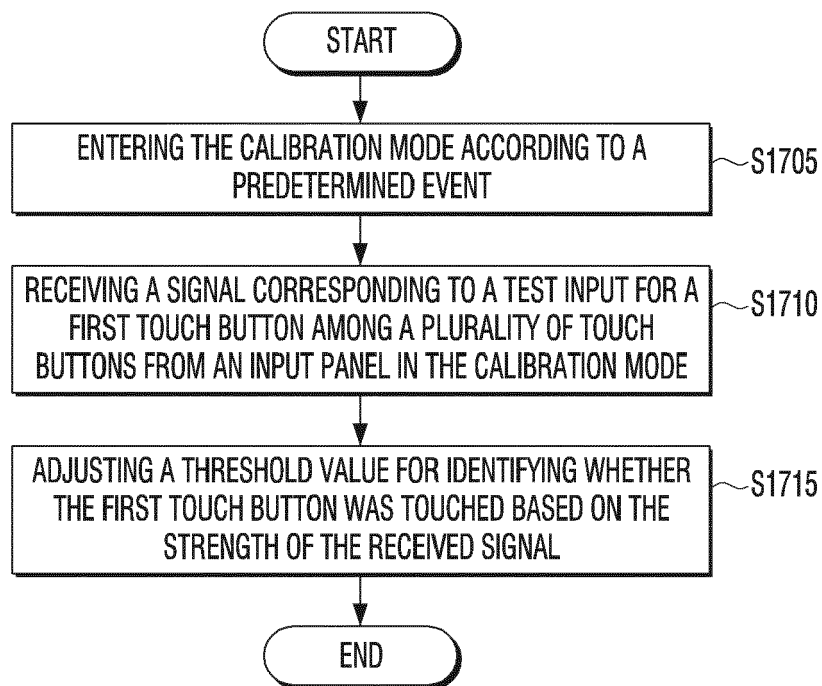 START
ENTERING THE CALIBRATION MODE ACCORDING TO A
PREDETERMINED EVENT
S1705
RECEIVING A SIGNAL CORRESPONDING TO A TEST INPUT FOR A
FIRST TOUCH BUTTON AMONG A PLURALITY OF TOUCH
BUTTONS FROM AN INPUT PANEL IN THE CALIBRATION MODE
S1710
ADJUSTING A THRESHOLD VALUE FOR IDENTIFYING WHETHER
THE FIRST TOUCH BUTTON WAS TOUCHED BASED ON THE
STRENGTH OF THE RECEIVED SIGNAL
S1715
END